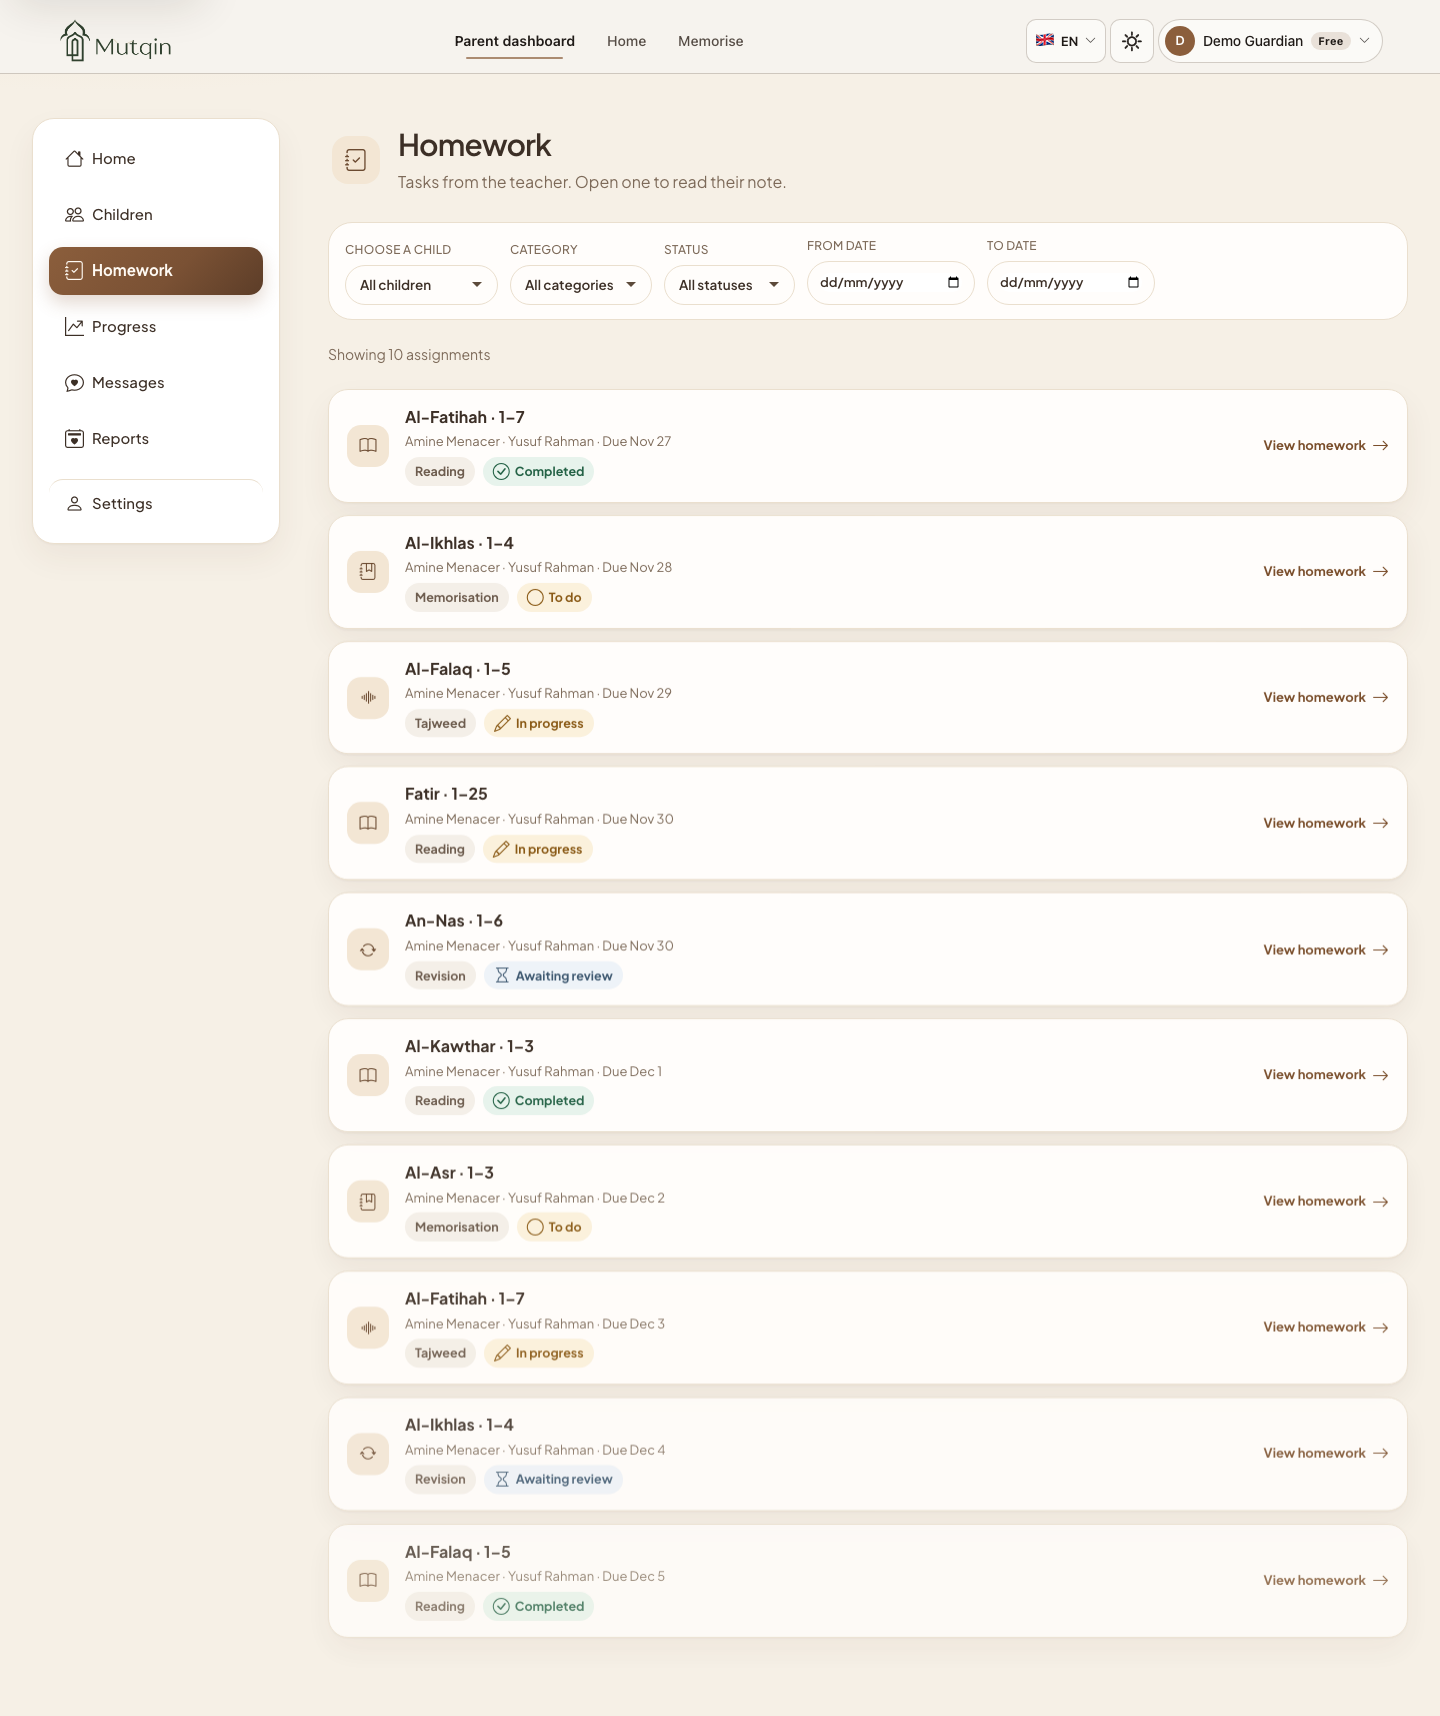 Mutqin
Parent dashboard
Home
Memorise
EN
D
Demo Guardian
Free
Home
Children
Homework
Progress
Messages
Reports
Settings
Homework
Tasks from the teacher. Open one to read their note.
CHOOSE A CHILD
CATEGORY
STATUS
FROM DATE
TO DATE
All children
All categories
All statuses
dd/mm/yyyy
dd/mm/yyyy
Showing 10 assignments
Al-Fatihah · 1–7
Amine Menacer · Yusuf Rahman · Due Nov 27
Reading
Completed
View homework
Al-Ikhlas · 1–4
Amine Menacer · Yusuf Rahman · Due Nov 28
Memorisation
To do
View homework
Al-Falaq · 1–5
Amine Menacer · Yusuf Rahman · Due Nov 29
Tajweed
In progress
View homework
Fatir · 1–25
Amine Menacer · Yusuf Rahman · Due Nov 30
Reading
In progress
View homework
An-Nas · 1–6
Amine Menacer · Yusuf Rahman · Due Nov 30
Revision
Awaiting review
View homework
Al-Kawthar · 1–3
Amine Menacer · Yusuf Rahman · Due Dec 1
Reading
Completed
View homework
Al-Asr · 1–3
Amine Menacer · Yusuf Rahman · Due Dec 2
Memorisation
To do
View homework
Al-Fatihah · 1–7
Amine Menacer · Yusuf Rahman · Due Dec 3
Tajweed
In progress
View homework
Al-Ikhlas · 1–4
Amine Menacer · Yusuf Rahman · Due Dec 4
Revision
Awaiting review
View homework
Al-Falaq · 1–5
Amine Menacer · Yusuf Rahman · Due Dec 5
Reading
Completed
View homework